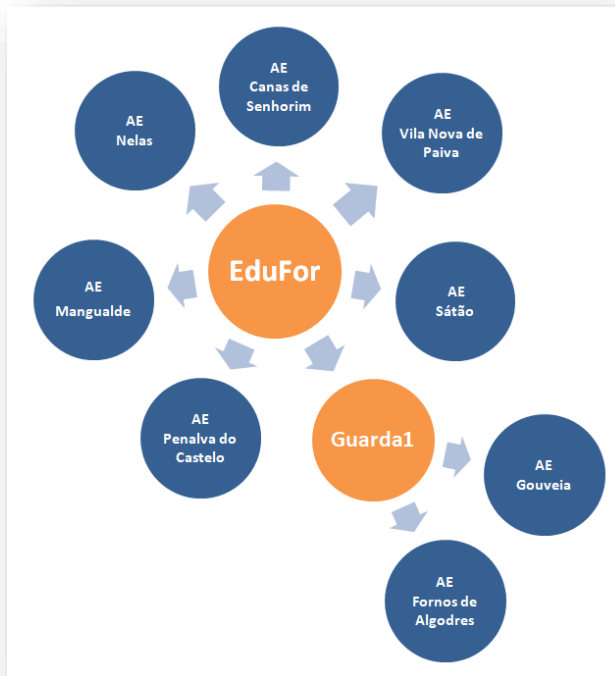 AE
Canas de
Senhorim
AE
Nelas
AE
Vila Nova de
Paiva
EduFor
AE
Mangualde
AE
Sátão
AE
Penalva do
Castelo
Guarda1
AE
Gouveia
AE
Fornos de
Algodres